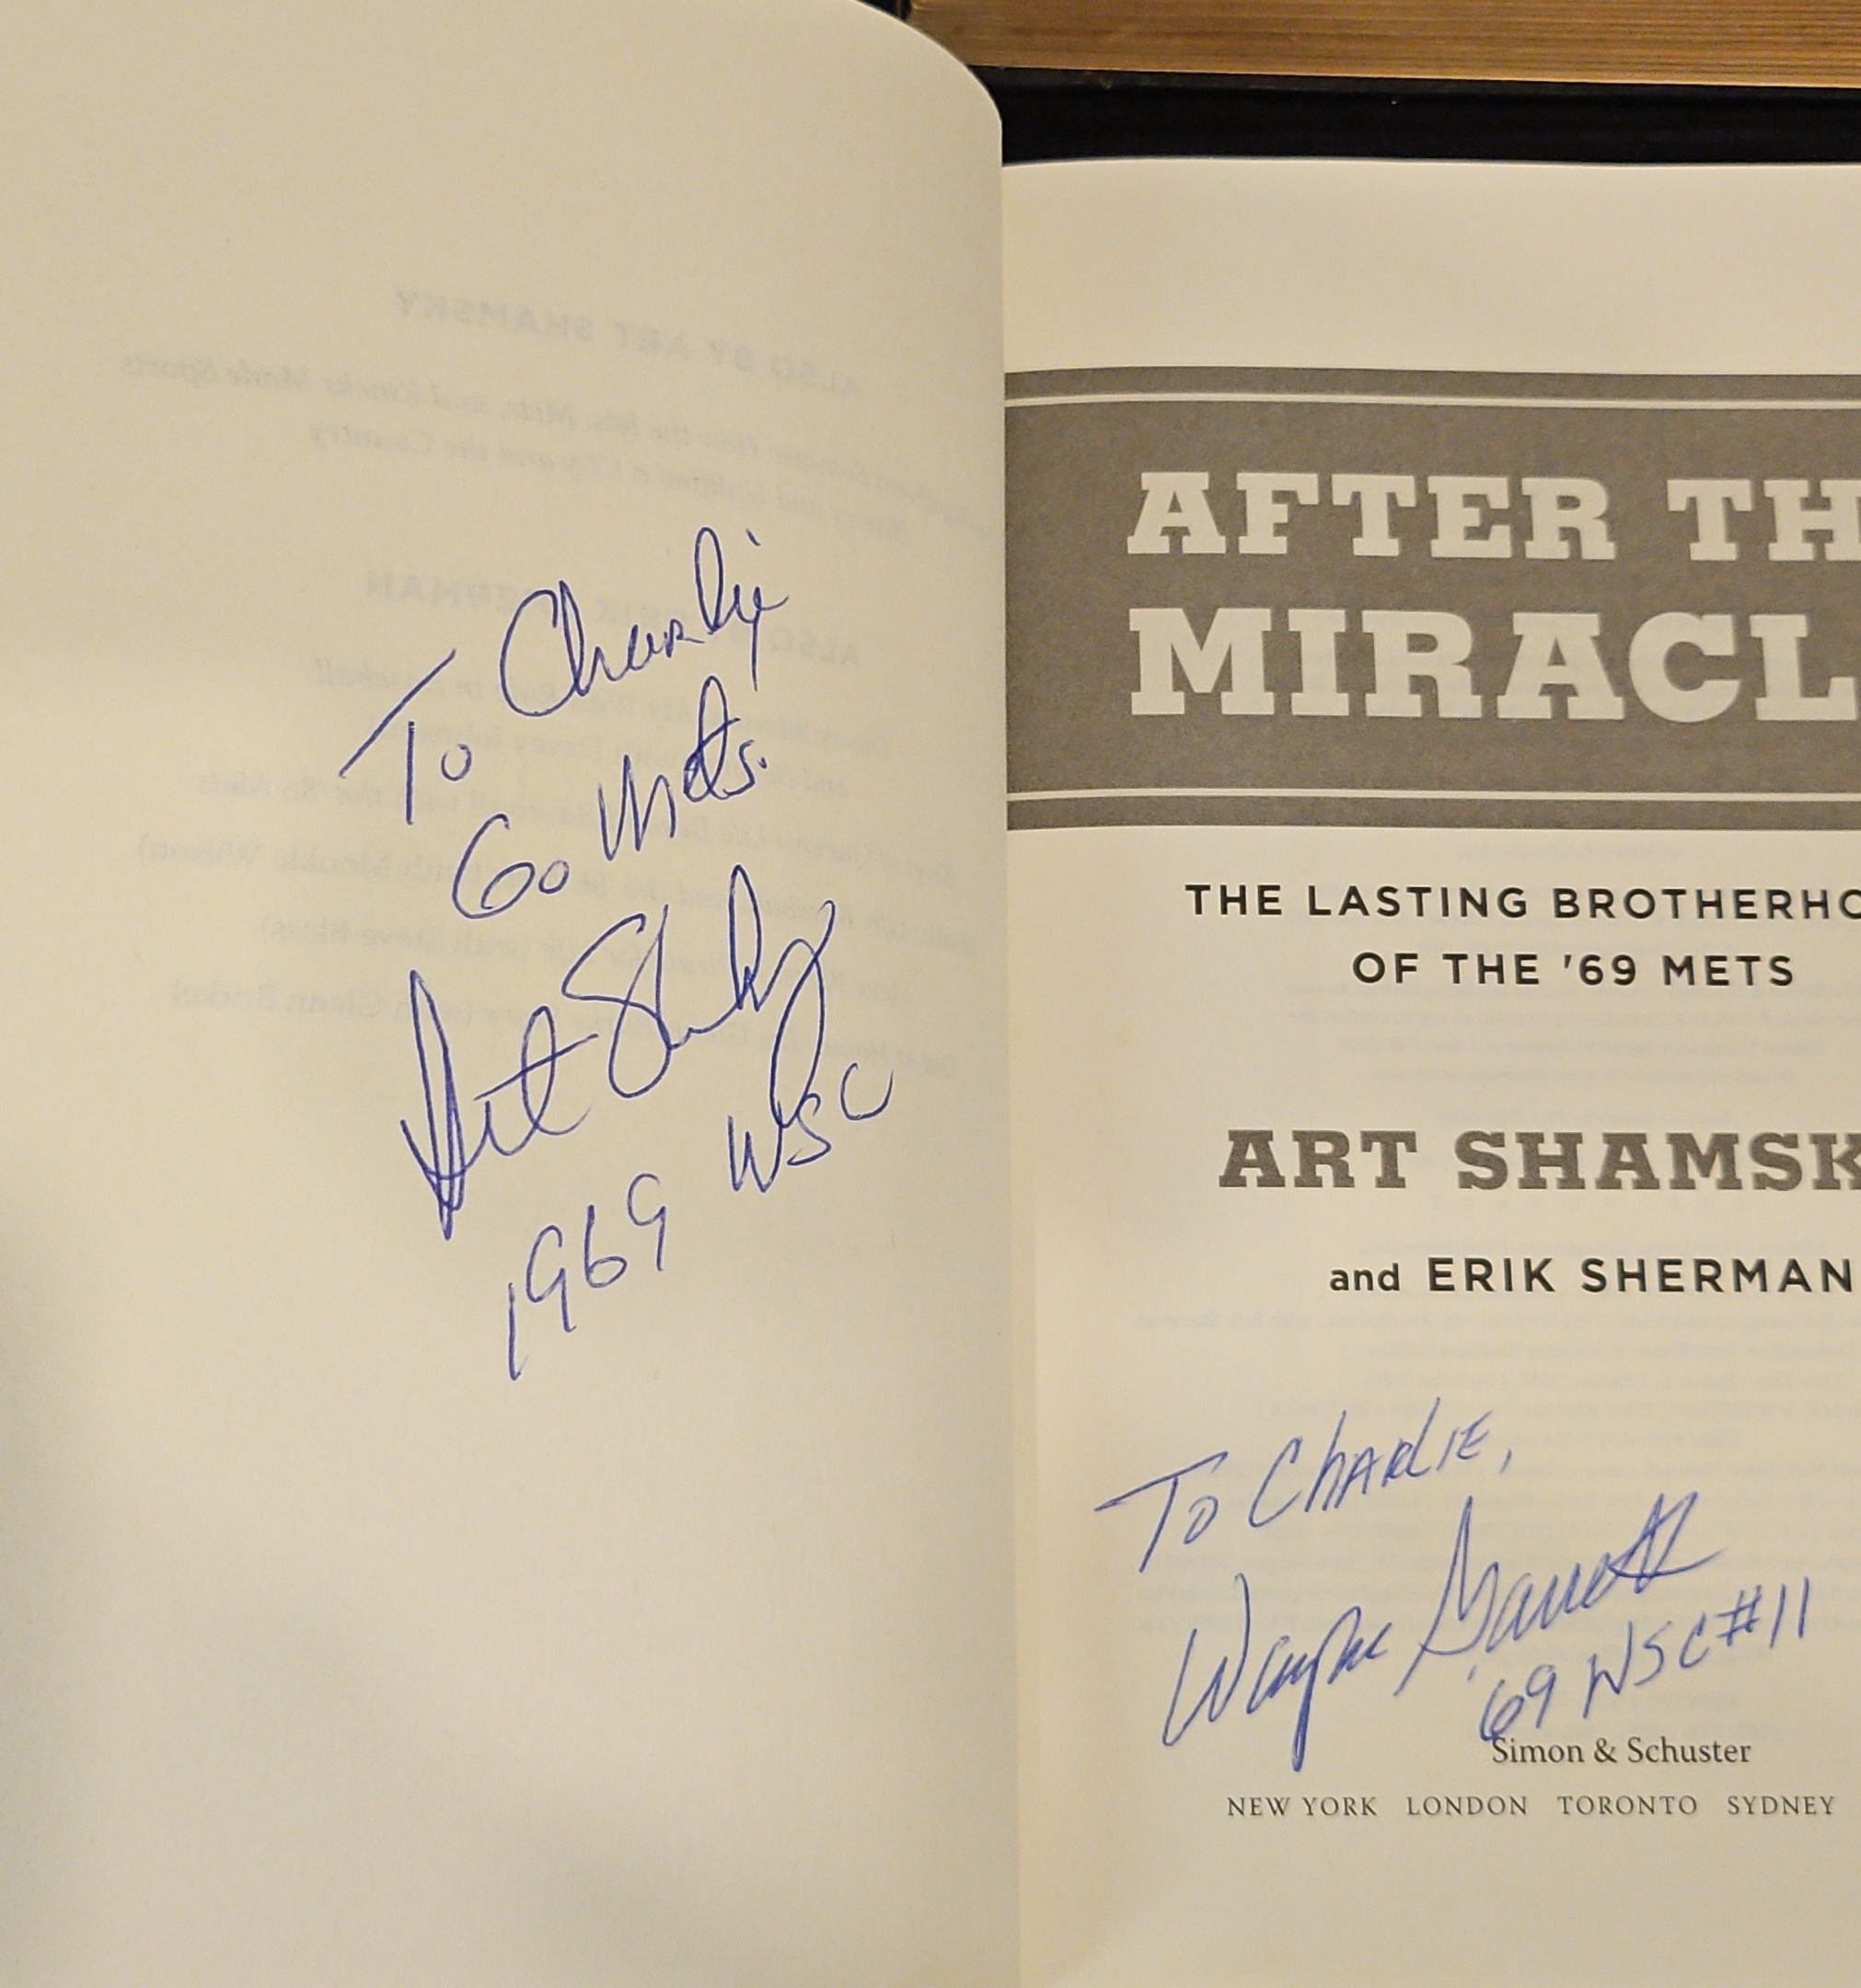 To Charlie
Go Mets.
Art Shamsky
1969 WSC
AFTER TH
MIRACL
THE LASTING BROTHERHO
OF THE '69 METS
ART SHAMSK
and ERIK SHERMAN
To CHARLIE,
Wayne Garrett
'69 WSC #11
Simon & Schuster
NEW YORK LONDON TORONTO SYDNEY